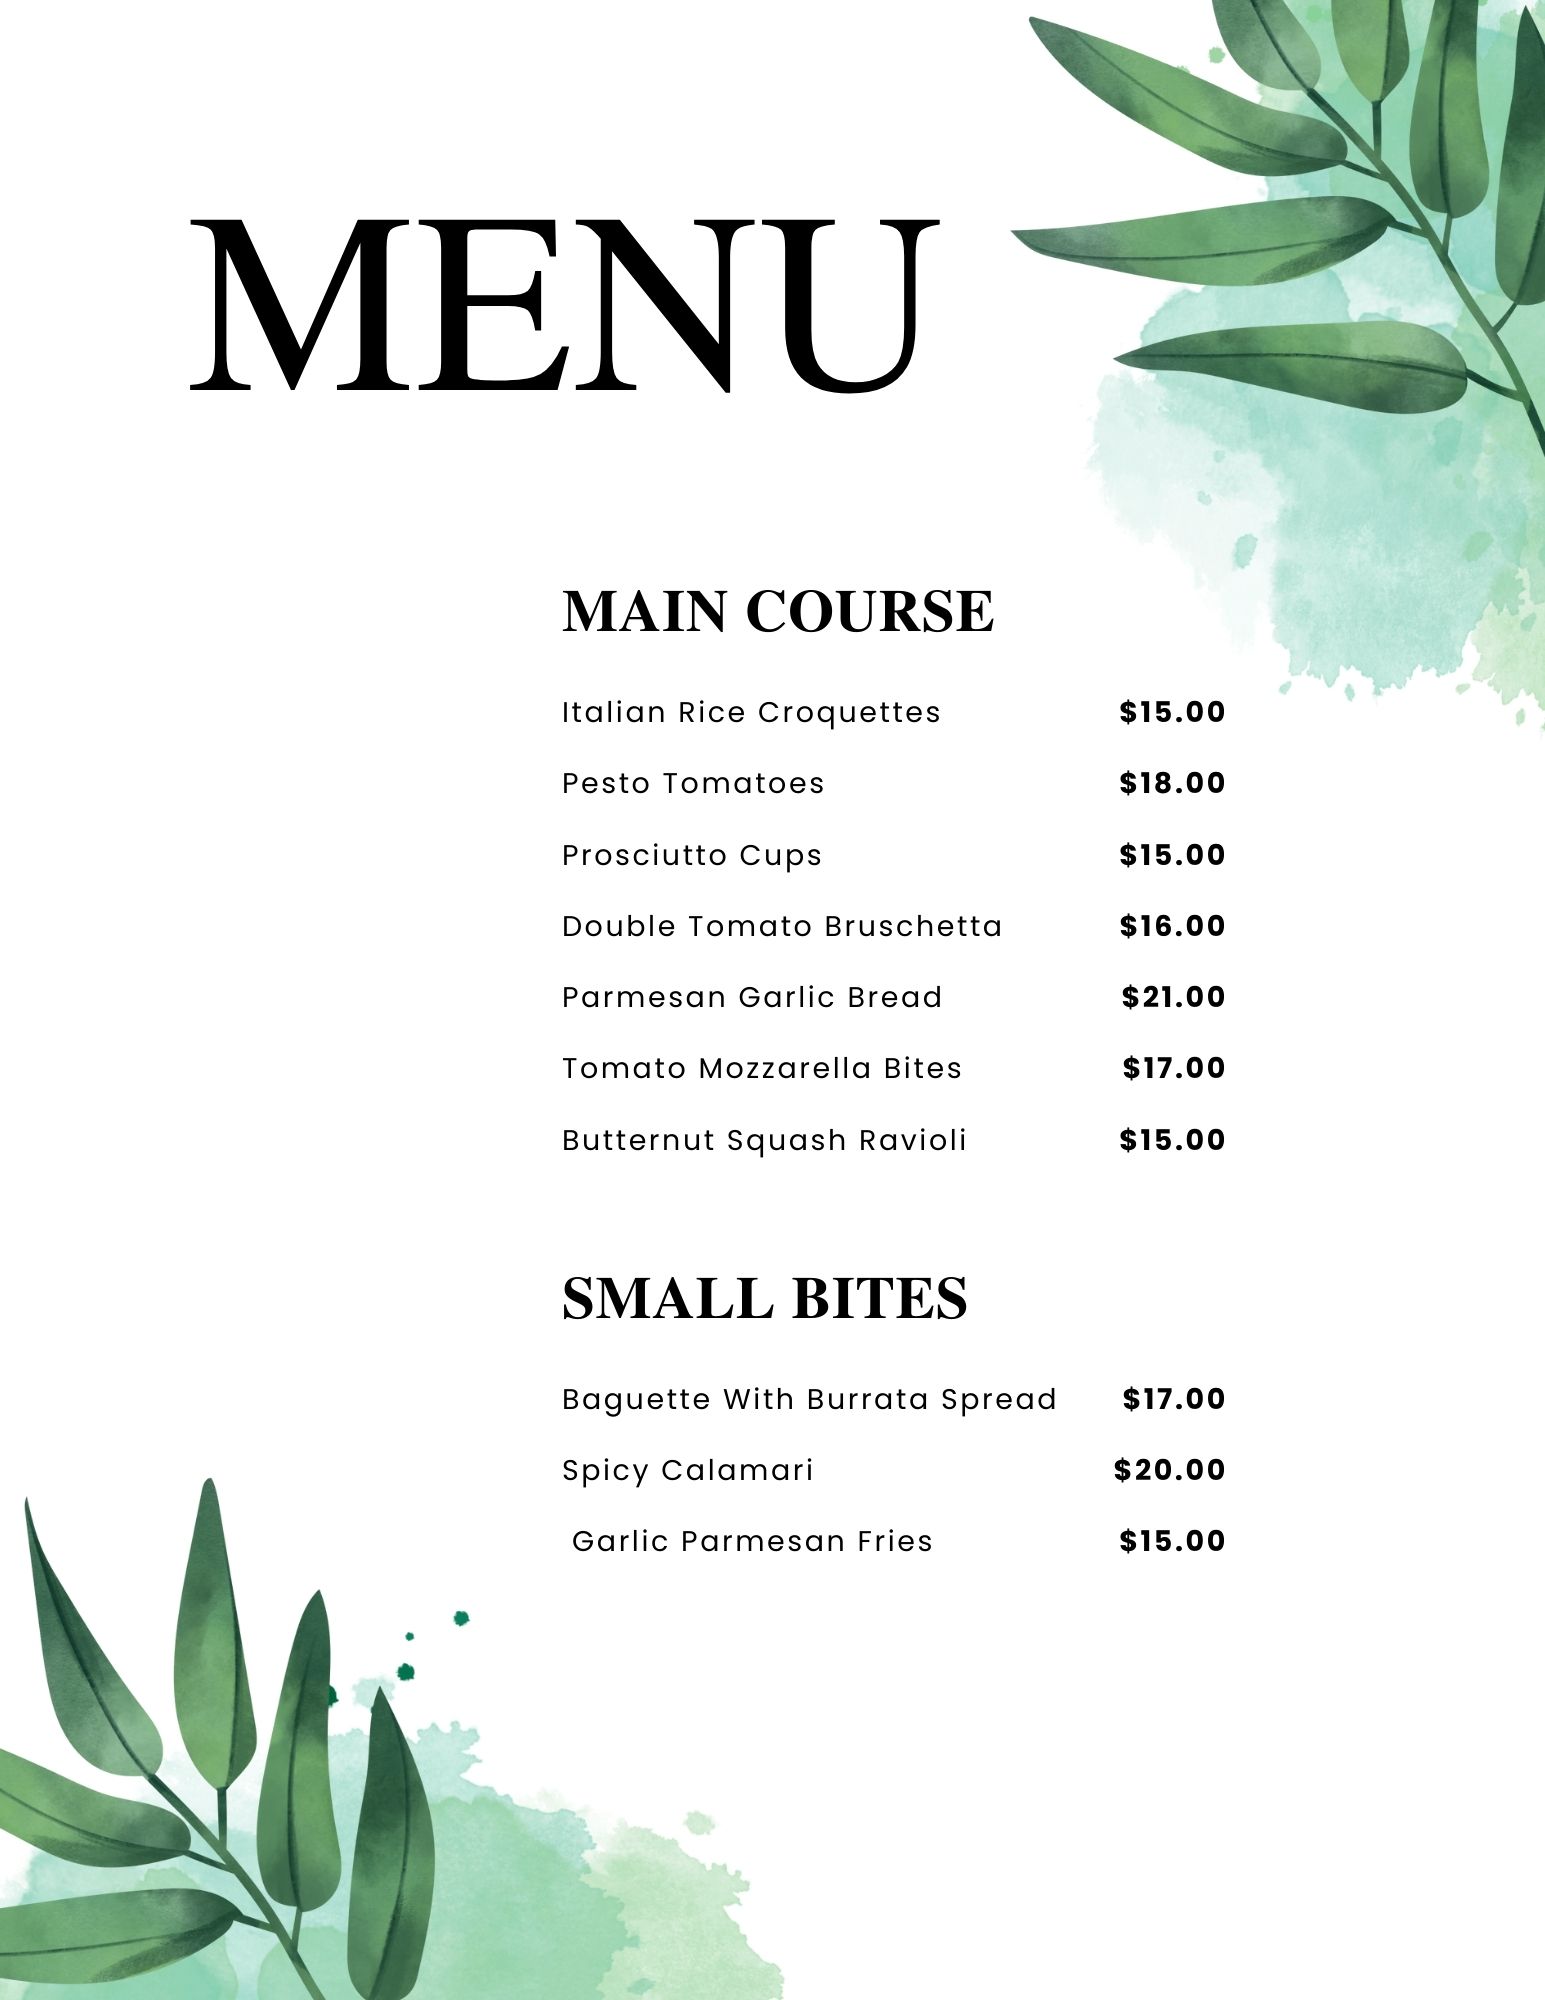 MENU
MAIN COURSE
Italian Rice Croquettes $15.00
Pesto Tomatoes $18.00
Prosciutto Cups $15.00
Double Tomato Bruschetta $16.00
Parmesan Garlic Bread $21.00
Tomato Mozzarella Bites $17.00
Butternut Squash Ravioli $15.00
SMALL BITES
Baguette With Burrata Spread $17.00
Spicy Calamari $20.00
Garlic Parmesan Fries $15.00